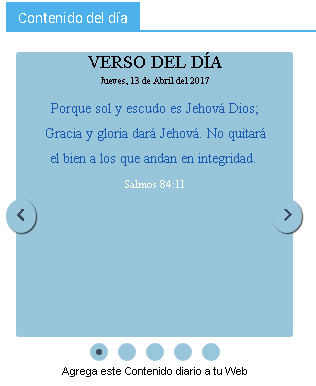 Contenido del día
VERSO DEL DÍA
Jueves, 13 de Abril del 2017
Porque sol y escudo es Jehová Dios;
Gracia y gloria dará Jehová. No quitará
el bien a los que andan en integridad.
Salmos 84:11
Agrega este Contenido diario a tu Web